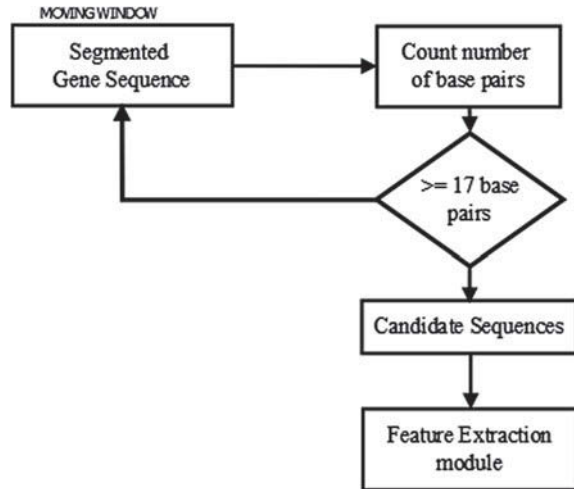 MOVING WINDOW
Segmented
Gene Sequence
Count number
of base pairs
>= 17 base
pairs
Candidate Sequences
Feature Extraction
module